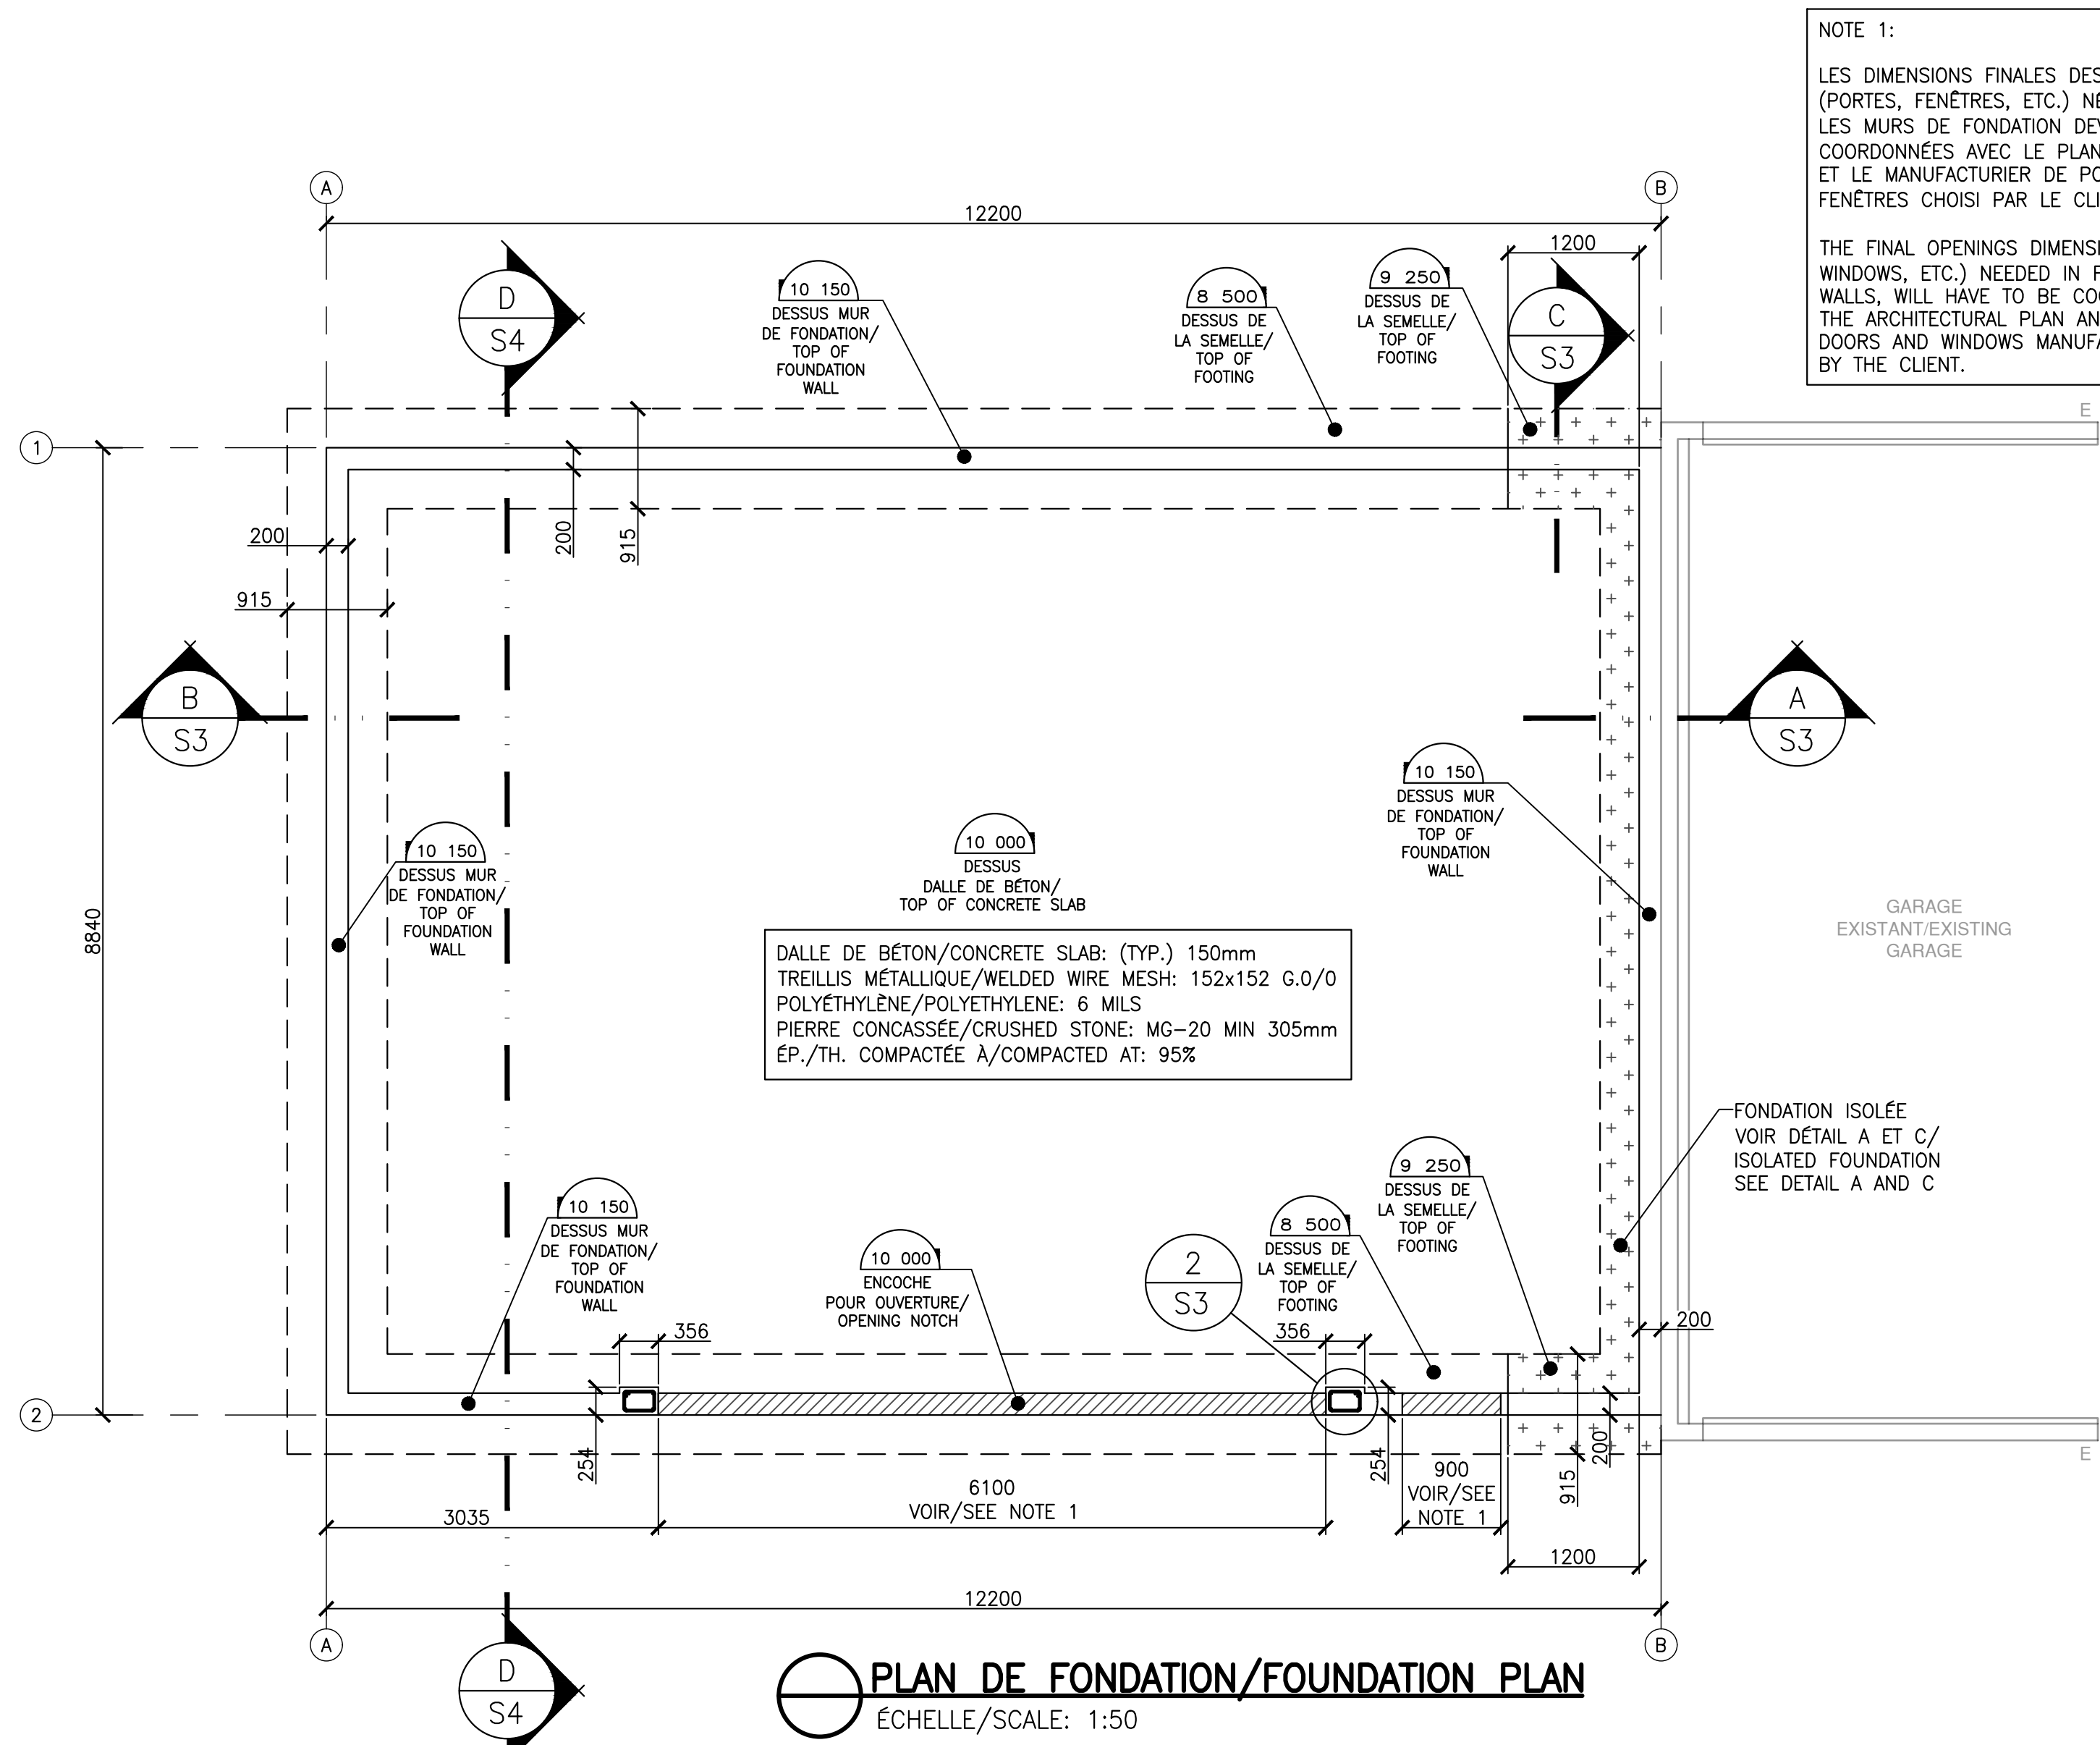 NOTE 1:
LES DIMENSIONS FINALES DES
(PORTES, FENÊTRES, ETC.)
LES MURS DE FONDATION
COORDONNÉES AVEC LE PLAN
ET LE MANUFACTURIER DE
FENÊTRES CHOISI PAR LE
THE FINAL OPENINGS
WINDOWS, ETC.) NEEDED IN
WALLS, WILL HAVE TO BE
THE ARCHITECTURAL PLAN
DOORS AND WINDOWS
BY THE CLIENT.
A
B
12200
1200
D
S4
10 150
DESSUS MUR
DE FONDATION/
TOP OF
FOUNDATION
WALL
8 500
DESSUS DE
LA SEMELLE/
TOP OF
FOOTING
9 250
DESSUS DE
LA SEMELLE/
TOP OF
FOOTING
C
S3
E
1
200
915
200
915
B
S3
A
S3
8840
10 150
DESSUS MUR
DE FONDATION/
TOP OF
FOUNDATION
WALL
10 000
DESSUS
DALLE DE BÉTON/
TOP OF CONCRETE SLAB
10 150
DESSUS MUR
DE FONDATION/
TOP OF
FOUNDATION
WALL
GARAGE
EXISTANT/EXISTING
GARAGE
DALLE DE BÉTON/CONCRETE SLAB: (TYP.) 150mm
TREILLIS MÉTALLIQUE/WELDED WIRE MESH: 152x152 G.0/0
POLYÉTHYLÈNE/POLYETHYLENE: 6 MILS
PIERRE CONCASSÉE/CRUSHED STONE: MG-20 MIN 305mm
ÉP./TH. COMPACTÉE À/COMPACTED AT: 95%
FONDATION ISOLÉE
VOIR DÉTAIL A ET C/
ISOLATED FOUNDATION
SEE DETAIL A AND C
10 150
DESSUS MUR
DE FONDATION/
TOP OF
FOUNDATION
WALL
10 000
ENCOCHE
POUR OUVERTURE/
OPENING NOTCH
2
S3
8 500
DESSUS DE
LA SEMELLE/
TOP OF
FOOTING
9 250
DESSUS DE
LA SEMELLE/
TOP OF
FOOTING
356
356
200
2
254
254
200
915
E
3035
6100
VOIR/SEE NOTE 1
900
VOIR/SEE
NOTE 1
1200
12200
A
B
D
S4
PLAN DE FONDATION/FOUNDATION PLAN
ÉCHELLE/SCALE: 1:50